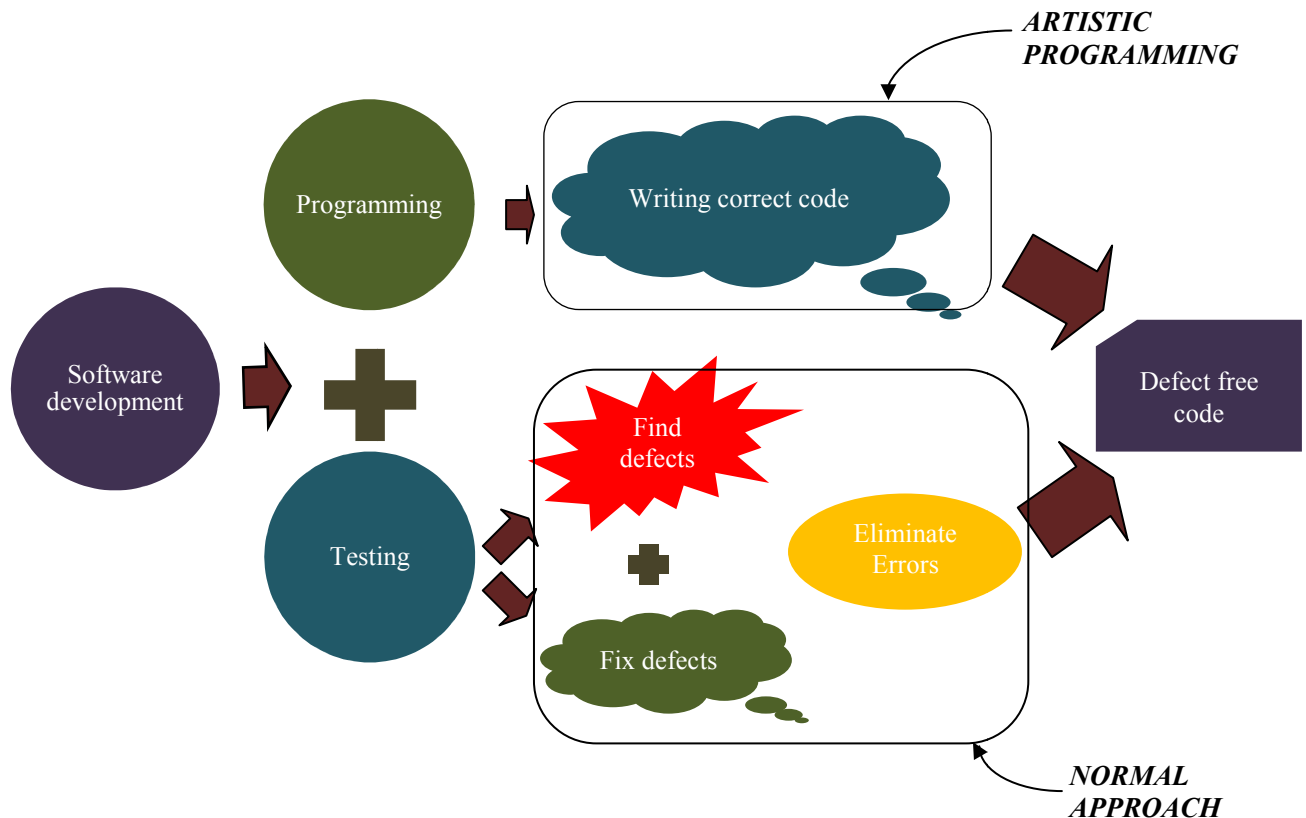 ARTISTIC
PROGRAMMING
Programming
Writing correct code
Software
development
Defect free
code
Find
defects
Testing
Eliminate
Errors
Fix defects
NORMAL
APPROACH